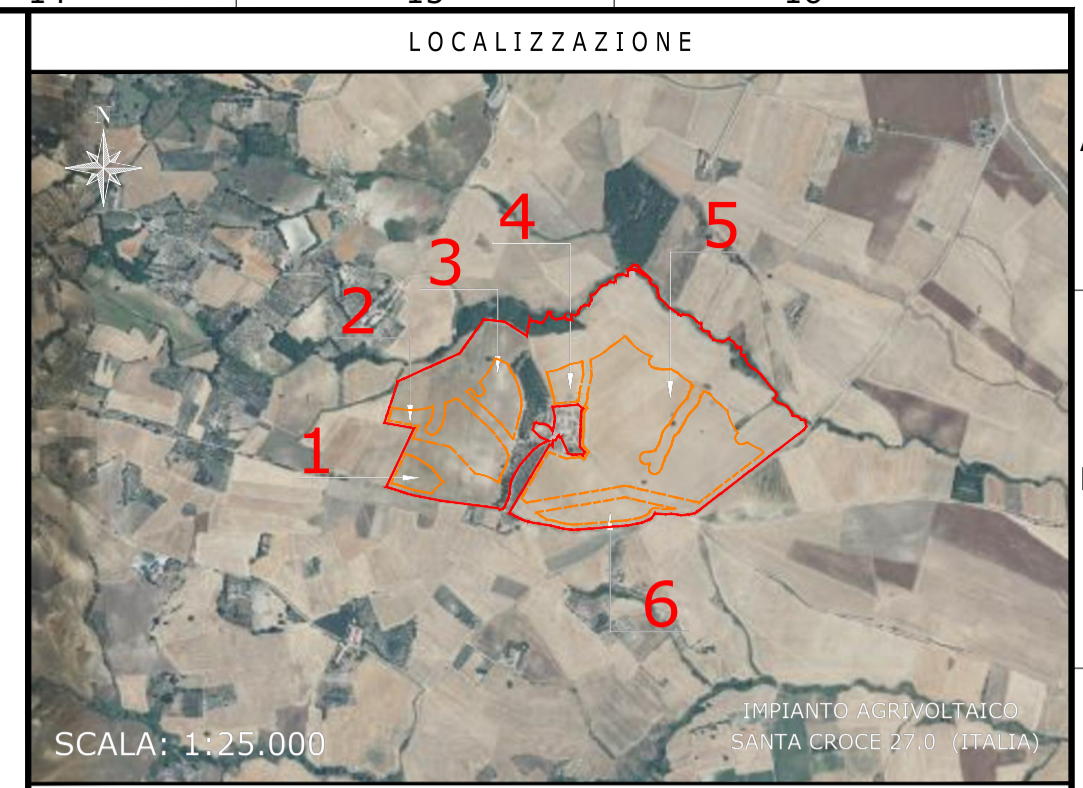 LOCALIZZAZIONE
N
4
5
3
2
1
6
IMPIANTO AGRIVOLTAICO
SCALA: 1:25.000
SANTA CROCE 27.0 (ITALIA)